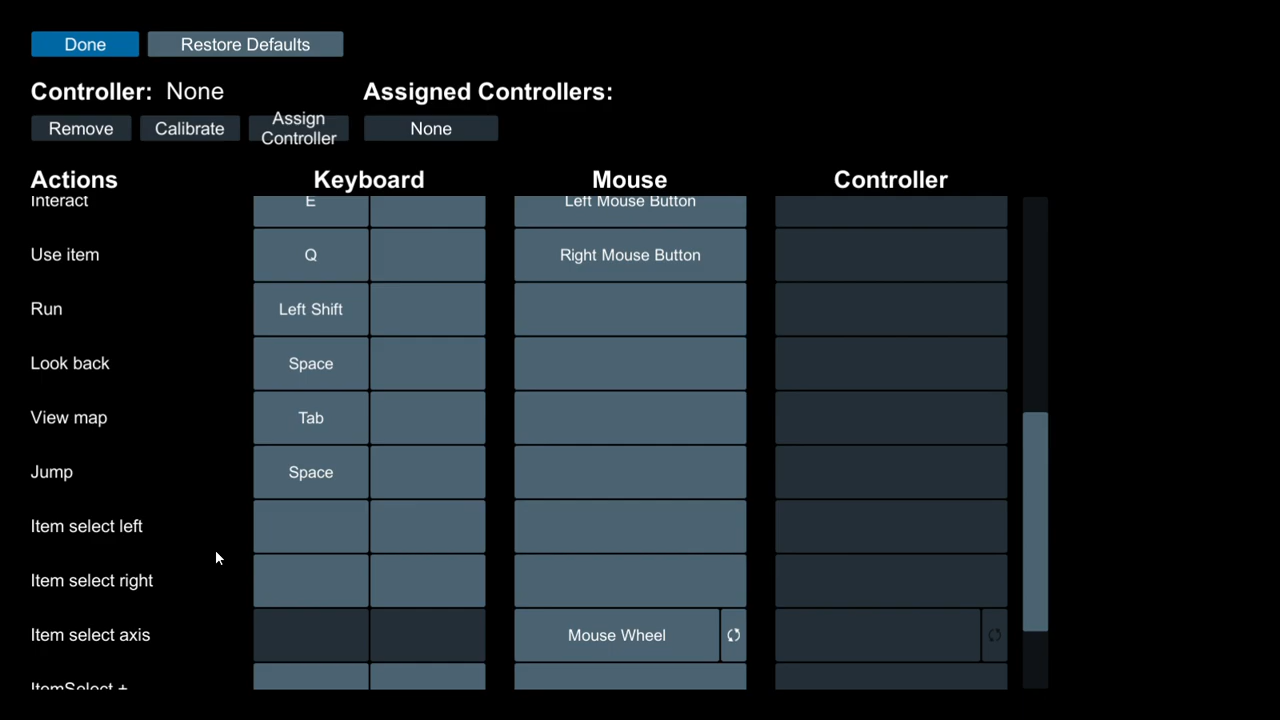 Done Restore Defaults
Controller: None Assigned Controllers:
Remove Calibrate Assign Controller None
Actions Keyboard Mouse Controller
Interact E Left Mouse Button
Use item Q Right Mouse Button
Run Left Shift
Look back Space
View map Tab
Jump Space
Item select left
Item select right
Item select axis Mouse Wheel
ItemSelect +